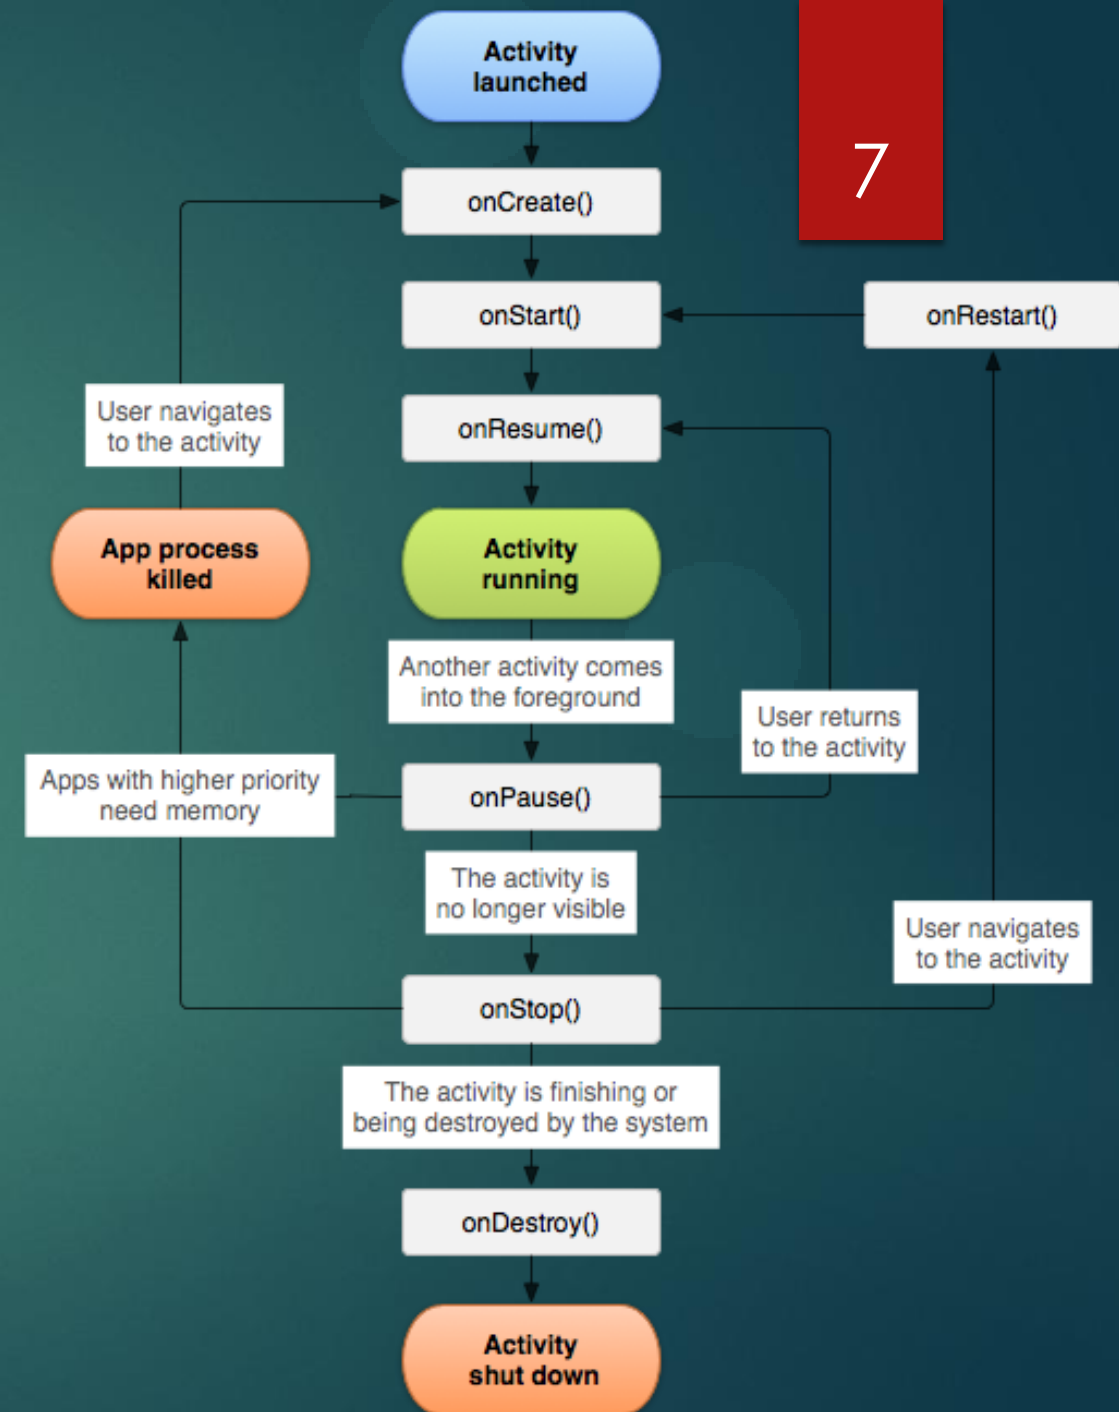 Activity
launched
7
onCreate()
onStart()
onRestart()
User navigates
to the activity
onResume()
App process
killed
Activity
running
Another activity comes
into the foreground
User returns
to the activity
Apps with higher priority
need memory
onPause()
The activity is
no longer visible
User navigates
to the activity
onStop()
The activity is finishing or
being destroyed by the system
onDestroy()
Activity
shut down